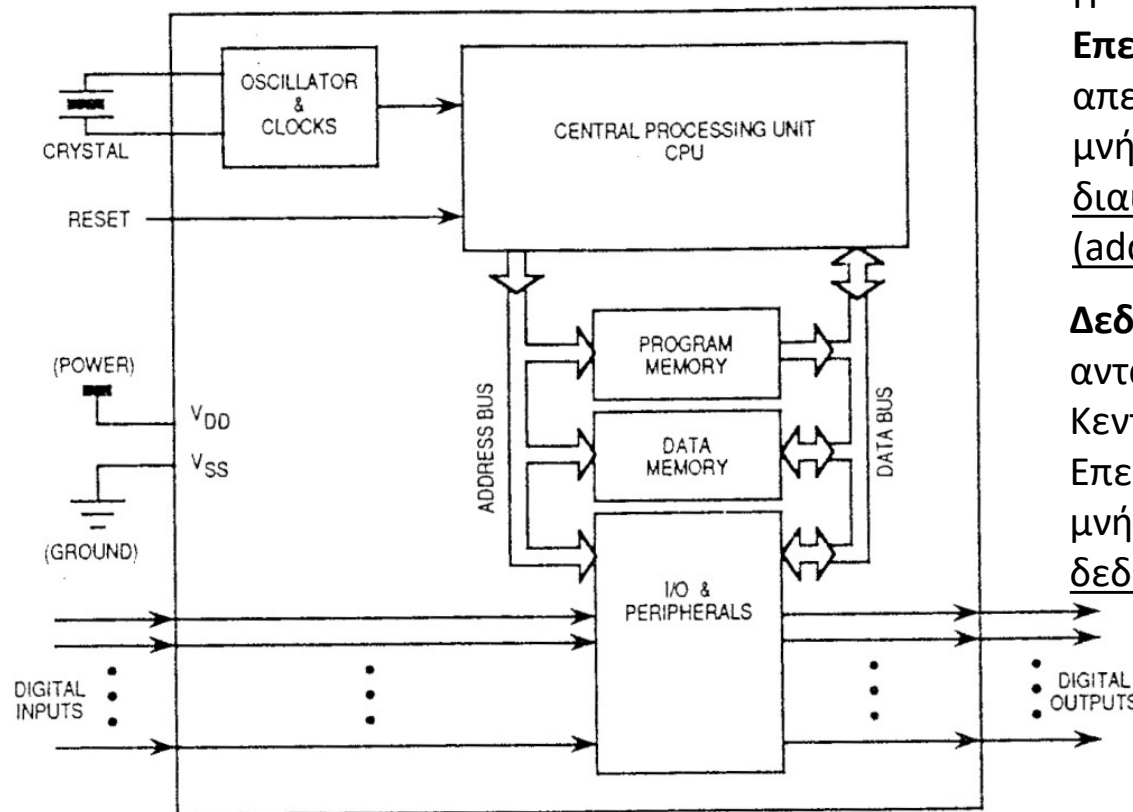 OSCILLATOR
&
CLOCKS
CRYSTAL
CENTRAL PROCESSING UNIT
CPU
RESET
(POWER)
VDD
VSS
(GROUND)
ADDRESS BUS
PROGRAM
MEMORY
DATA
MEMORY
DATA BUS
I/O &
PERIPHERALS
DIGITAL
INPUTS
DIGITAL
OUTPUTS
Επε
απε
μνή
δια
(add
Δεδ
αντα
Κεντ
Επε
μνή
δεδ